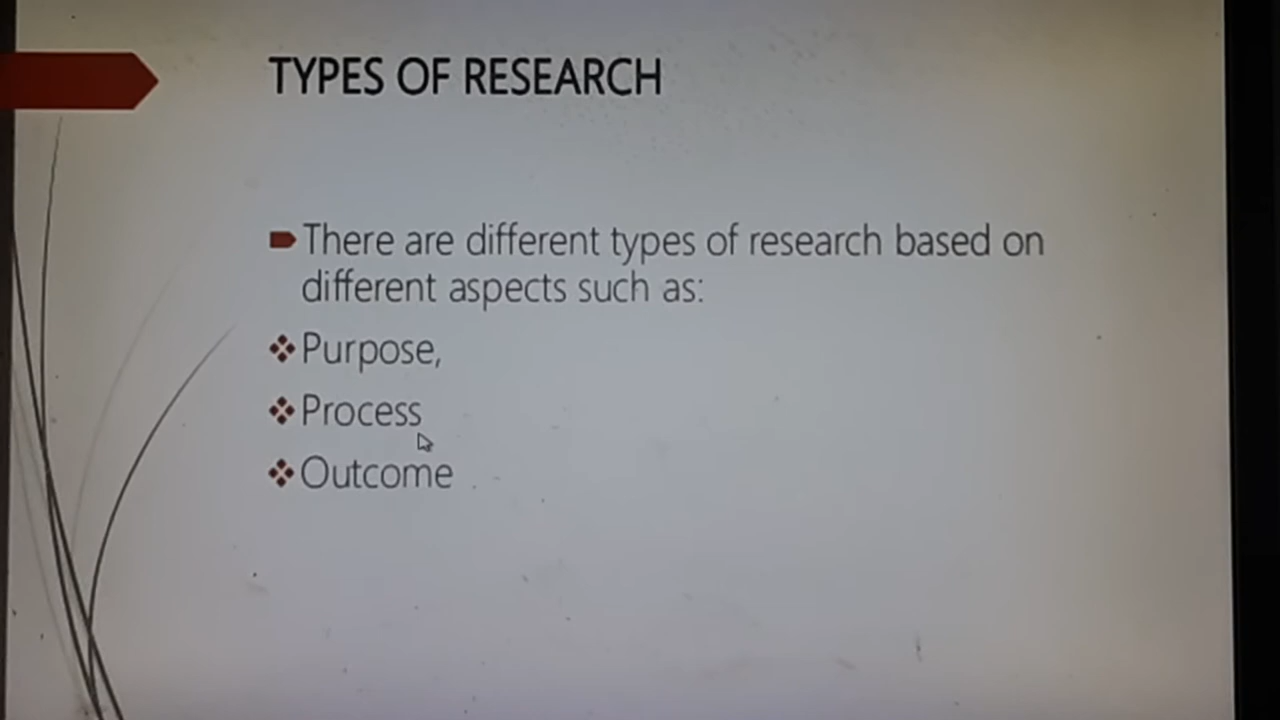 TYPES OF RESEARCH
There are different types of research based on
different aspects such as:
Purpose,
Process
Outcome